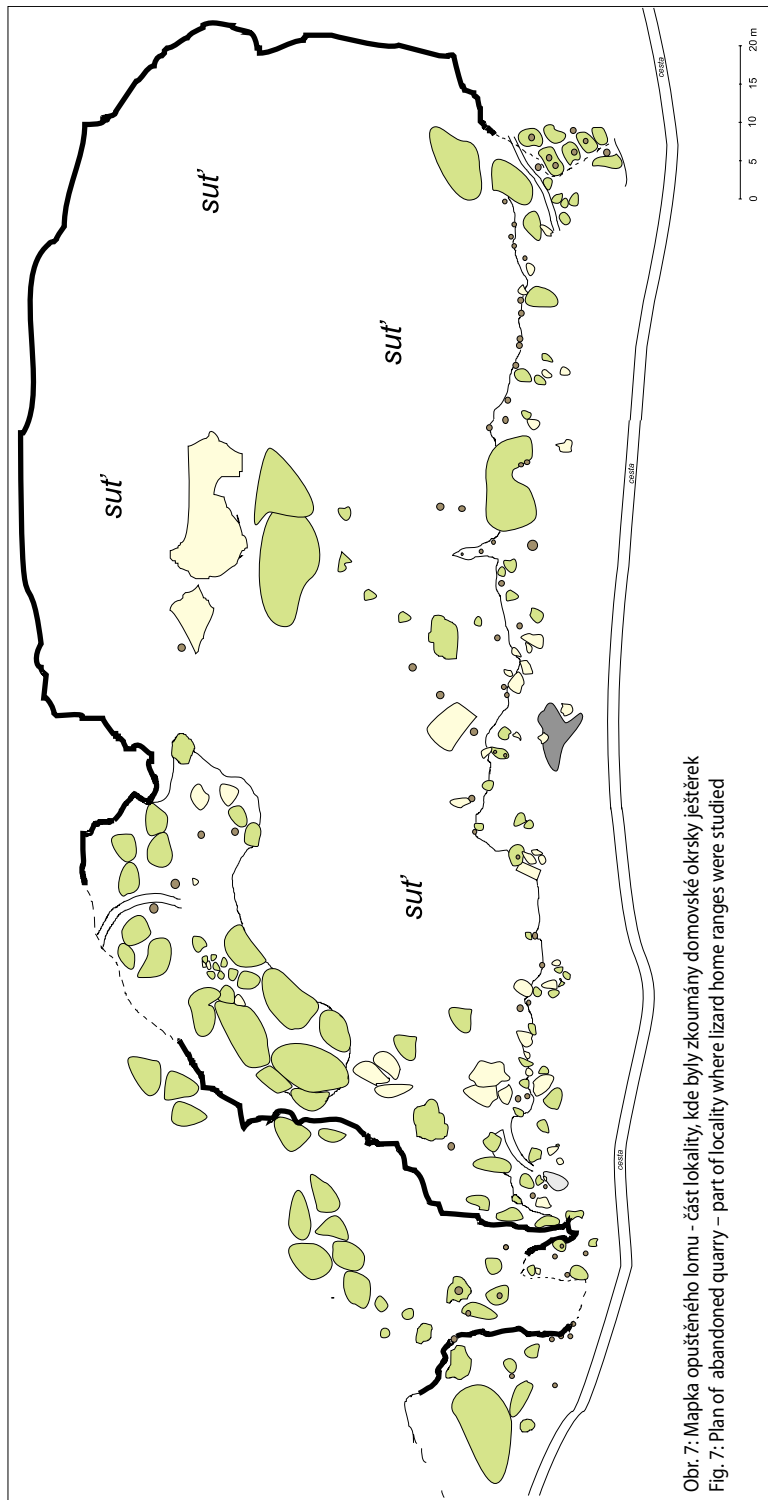 suť
suť
suť
suť
cesta
cesta
cesta
0 5 10 15 20 m
Obr. 7: Mapka opuštěného lomu - část lokality, kde byly zkoumány domovské okrsky ještěrek
Fig. 7: Plan of abandoned quarry – part of locality where lizard home ranges were studied